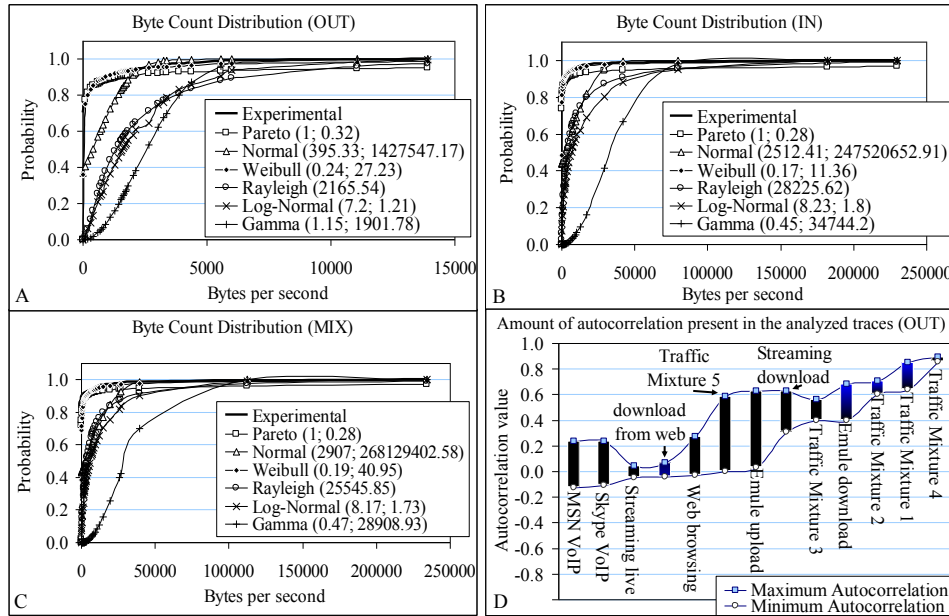 Byte Count Distribution (OUT)
Probability
1.0
0.8
0.6
0.4
0.2
0.0
Experimental
Pareto (1; 0.32)
Normal (395.33; 1427547.17)
Weibull (0.24; 27.23)
Rayleigh (2165.54)
Log-Normal (7.2; 1.21)
Gamma (1.15; 1901.78)
0
5000
10000
15000
A
Bytes per second
Byte Count Distribution (IN)
Probability
1.0
0.8
0.6
0.4
0.2
0.0
Experimental
Pareto (1; 0.28)
Normal (2512.41; 247520652.91)
Weibull (0.17; 11.36)
Rayleigh (28225.62)
Log-Normal (8.23; 1.8)
Gamma (0.45; 34744.2)
0
50000
100000
150000
200000
250000
B
Bytes per second
Byte Count Distribution (MIX)
Probability
1.0
0.8
0.6
0.4
0.2
0.0
Experimental
Pareto (1; 0.28)
Normal (2907; 268129402.58)
Weibull (0.19; 40.95)
Rayleigh (25545.85)
Log-Normal (8.17; 1.73)
Gamma (0.47; 28908.93)
0
50000
100000
150000
200000
250000
C
Bytes per second
Amount of autocorrelation present in the analyzed traces (OUT)
Autocorrelation value
1.0
0.8
0.6
0.4
0.2
0.0
-0.2
-0.4
-0.6
-0.8
MSN VoIP
Skype VoIP
Streaming live
download
from web
Web browsing
Traffic
Mixture 5
Emule upload
Streaming
download
Traffic Mixture 3
Emule download
Traffic Mixture 2
Traffic Mixture 1
Traffic Mixture 4
D
Maximum Autocorrelation
Minimum Autocorrelation